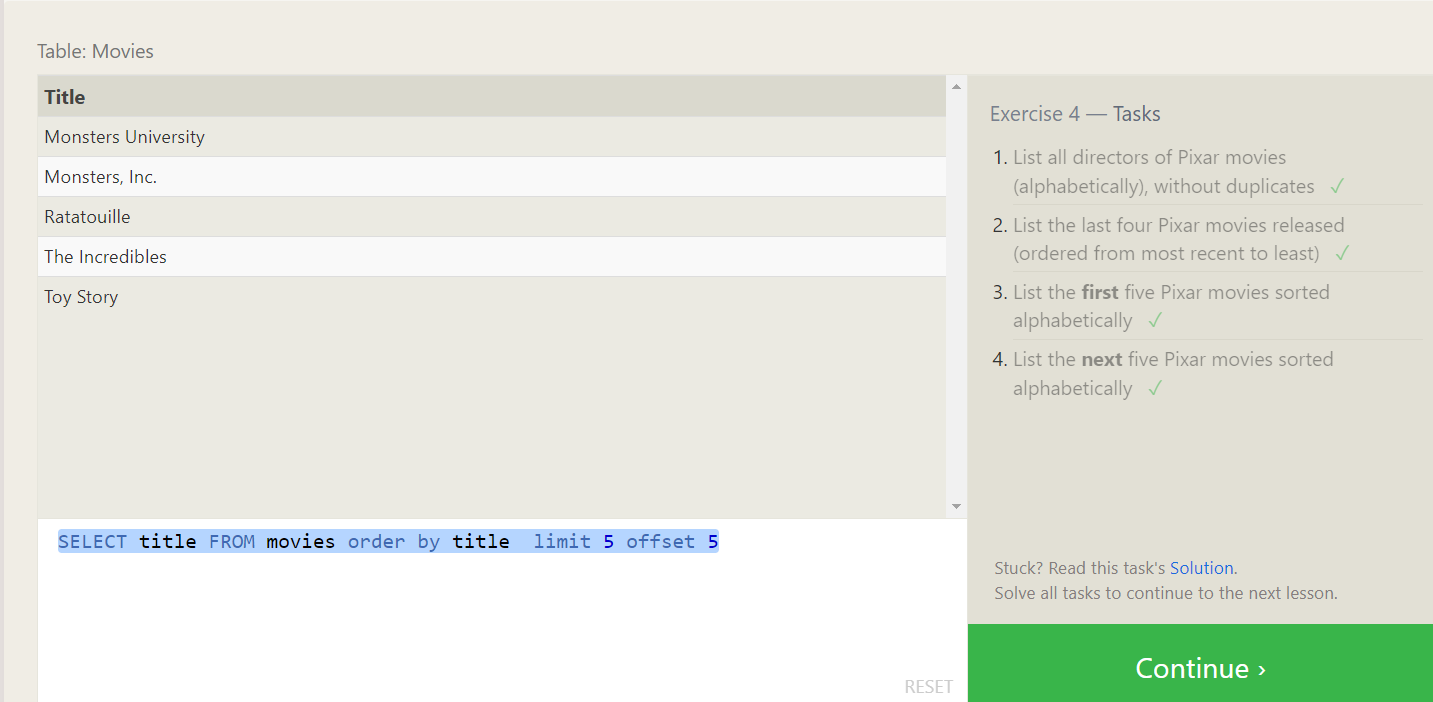 Table: Movies
Title
Monsters University
Monsters, Inc.
Ratatouille
The Incredibles
Toy Story
SELECT title FROM movies order by title  limit 5 offset 5
RESET
Exercise 4 — Tasks
1. List all directors of Pixar movies
(alphabetically), without duplicates ✓
2. List the last four Pixar movies released
(ordered from most recent to least) ✓
3. List the first five Pixar movies sorted
alphabetically ✓
4. List the next five Pixar movies sorted
alphabetically ✓
Stuck? Read this task's Solution.
Solve all tasks to continue to the next lesson.
Continue ›